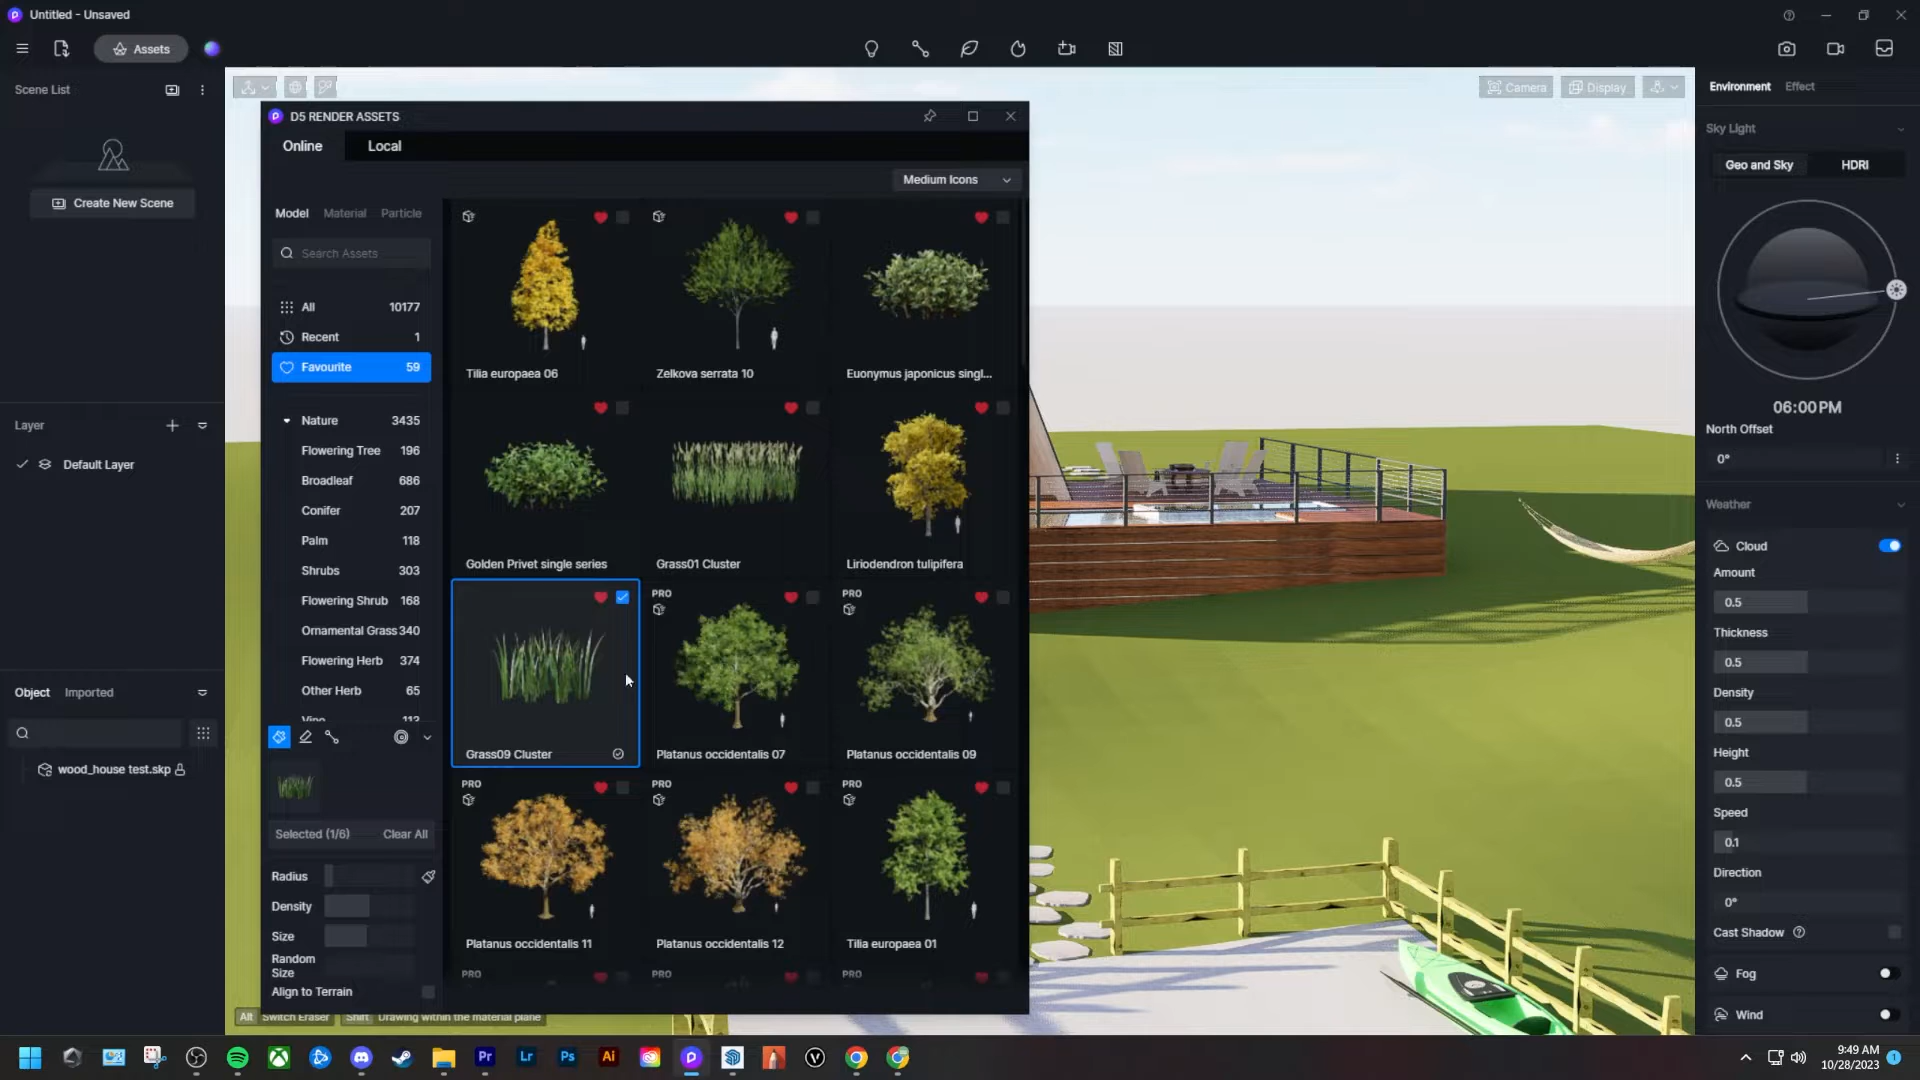 Untitled - Unsaved
Assets
Scene List
Create New Scene
Layer
Default Layer
Object Imported
wood_house test.skp
D5 RENDER ASSETS
Online Local
Medium Icons
Model Material Particle
Search Assets
All 10177
Recent 1
Favourite 59
Nature 3435
Flowering Tree 196
Broadleaf 686
Conifer 207
Palm 118
Shrubs 303
Flowering Shrub 168
Ornamental Grass 340
Flowering Herb 374
Other Herb 65
Vine 113
Selected (1/6) Clear All
Radius
Density
Size
Random
Size
Align to Terrain
Tilia europaea 06
Zelkova serrata 10
Euonymus japonicus singl...
Golden Privet single series
Grass01 Cluster
Liriodendron tulipifera
Grass09 Cluster
PRO
Platanus occidentalis 07
PRO
Platanus occidentalis 09
PRO
Platanus occidentalis 11
PRO
Platanus occidentalis 12
PRO
Tilia europaea 01
PRO
PRO
PRO
Alt Switch Eraser Shift Drawing within the material plane
Camera Display
Environment Effect
Sky Light
Geo and Sky HDRI
06:00PM
North Offset
0°
Weather
Cloud
Amount
0.5
Thickness
0.5
Density
0.5
Height
0.5
Speed
0.1
Direction
0°
Cast Shadow
Fog
Wind
Pr Lr Ps Ai
9:49 AM
10/28/2023
1